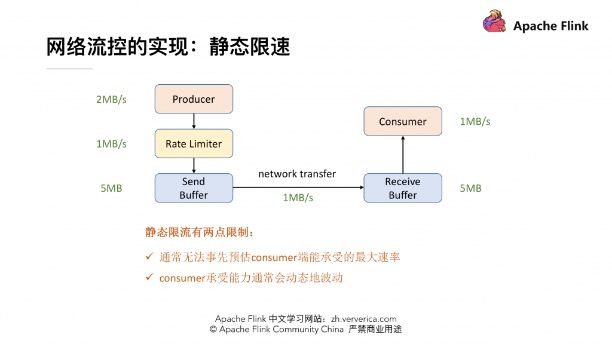 Apache Flink
网络流控的实现：静态限速
2MB/s
Producer
1MB/s
Rate Limiter
5MB
Send
Buffer
network transfer
1MB/s
Consumer
1MB/s
Receive
Buffer
5MB
静态限流有两点限制：
✓ 通常无法事先预估consumer端能承受的最大速率
✓ consumer承受能力通常会动态地波动
Apache Flink 中文学习网站：zh.ververica.com
© Apache Flink Community China 严禁商业用途